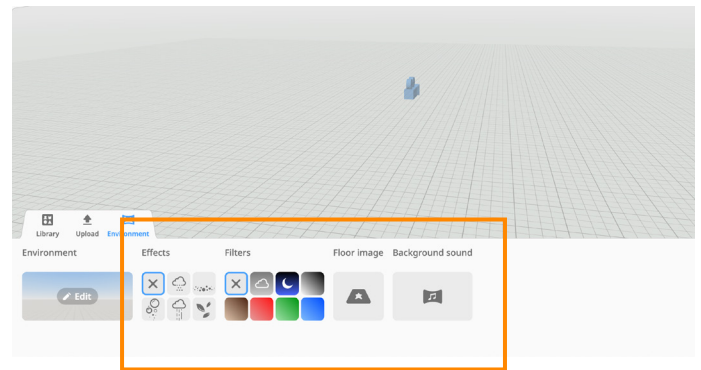 Library Upload Environment
Environment Effects Filters Floor image Background sound
Edit